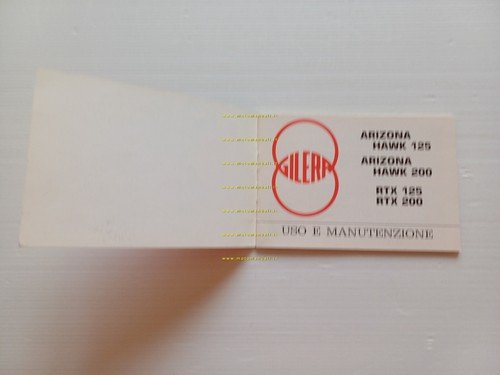 GILERA
ARIZONA
HAWK 125
ARIZONA
HAWK 200
RTX 125
RTX 200
USO E MANUTENZIONE